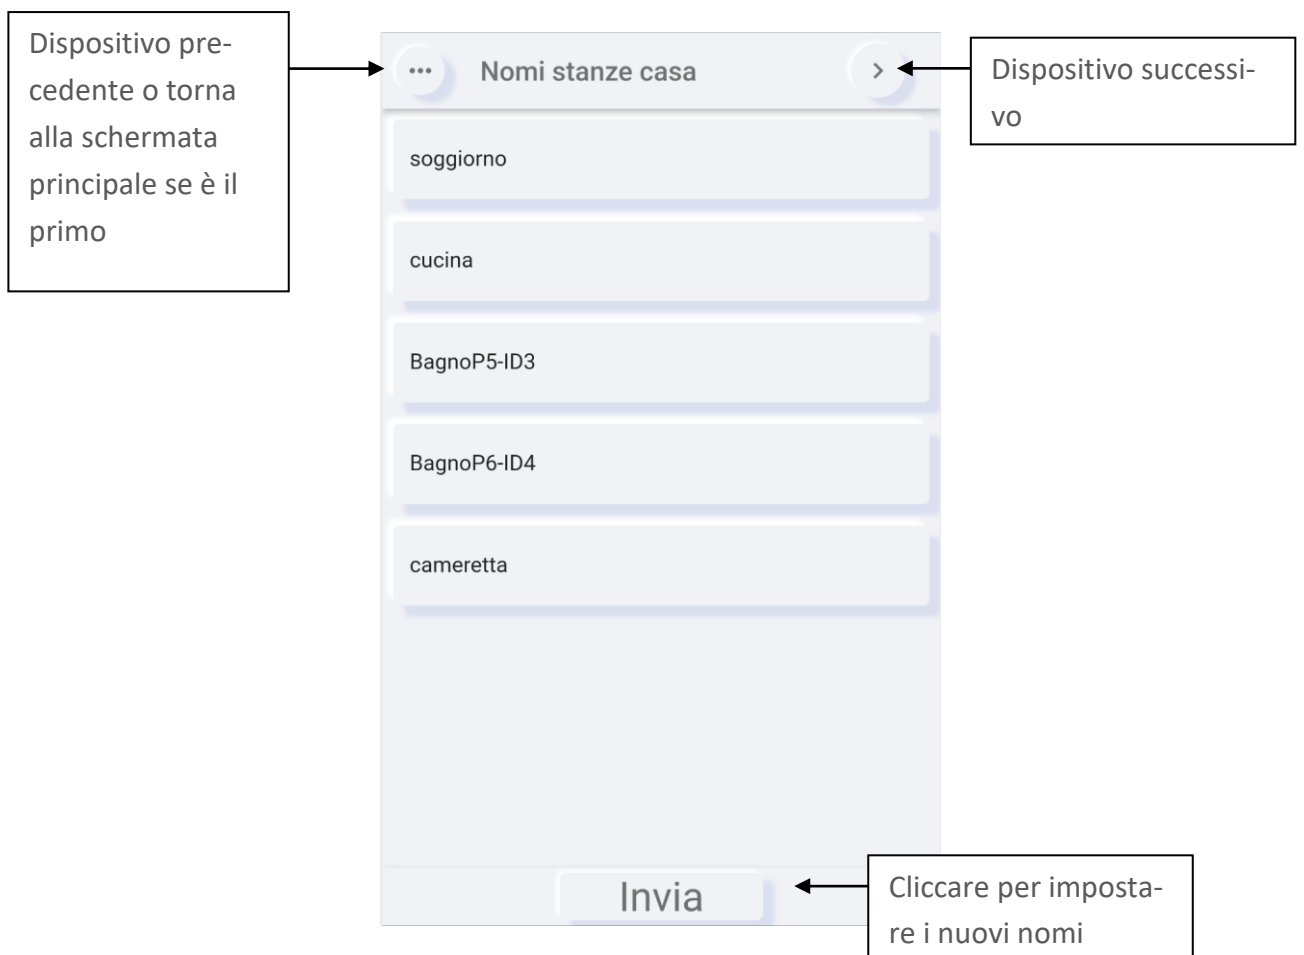 Dispositivo pre-
cedente o torna
alla schermata
principale se è il
primo
Nomi stanze casa
Dispositivo successi-
vo
soggiorno
cucina
BagnoP5-ID3
BagnoP6-ID4
cameretta
Invia
Cliccare per imposta-
re i nuovi nomi